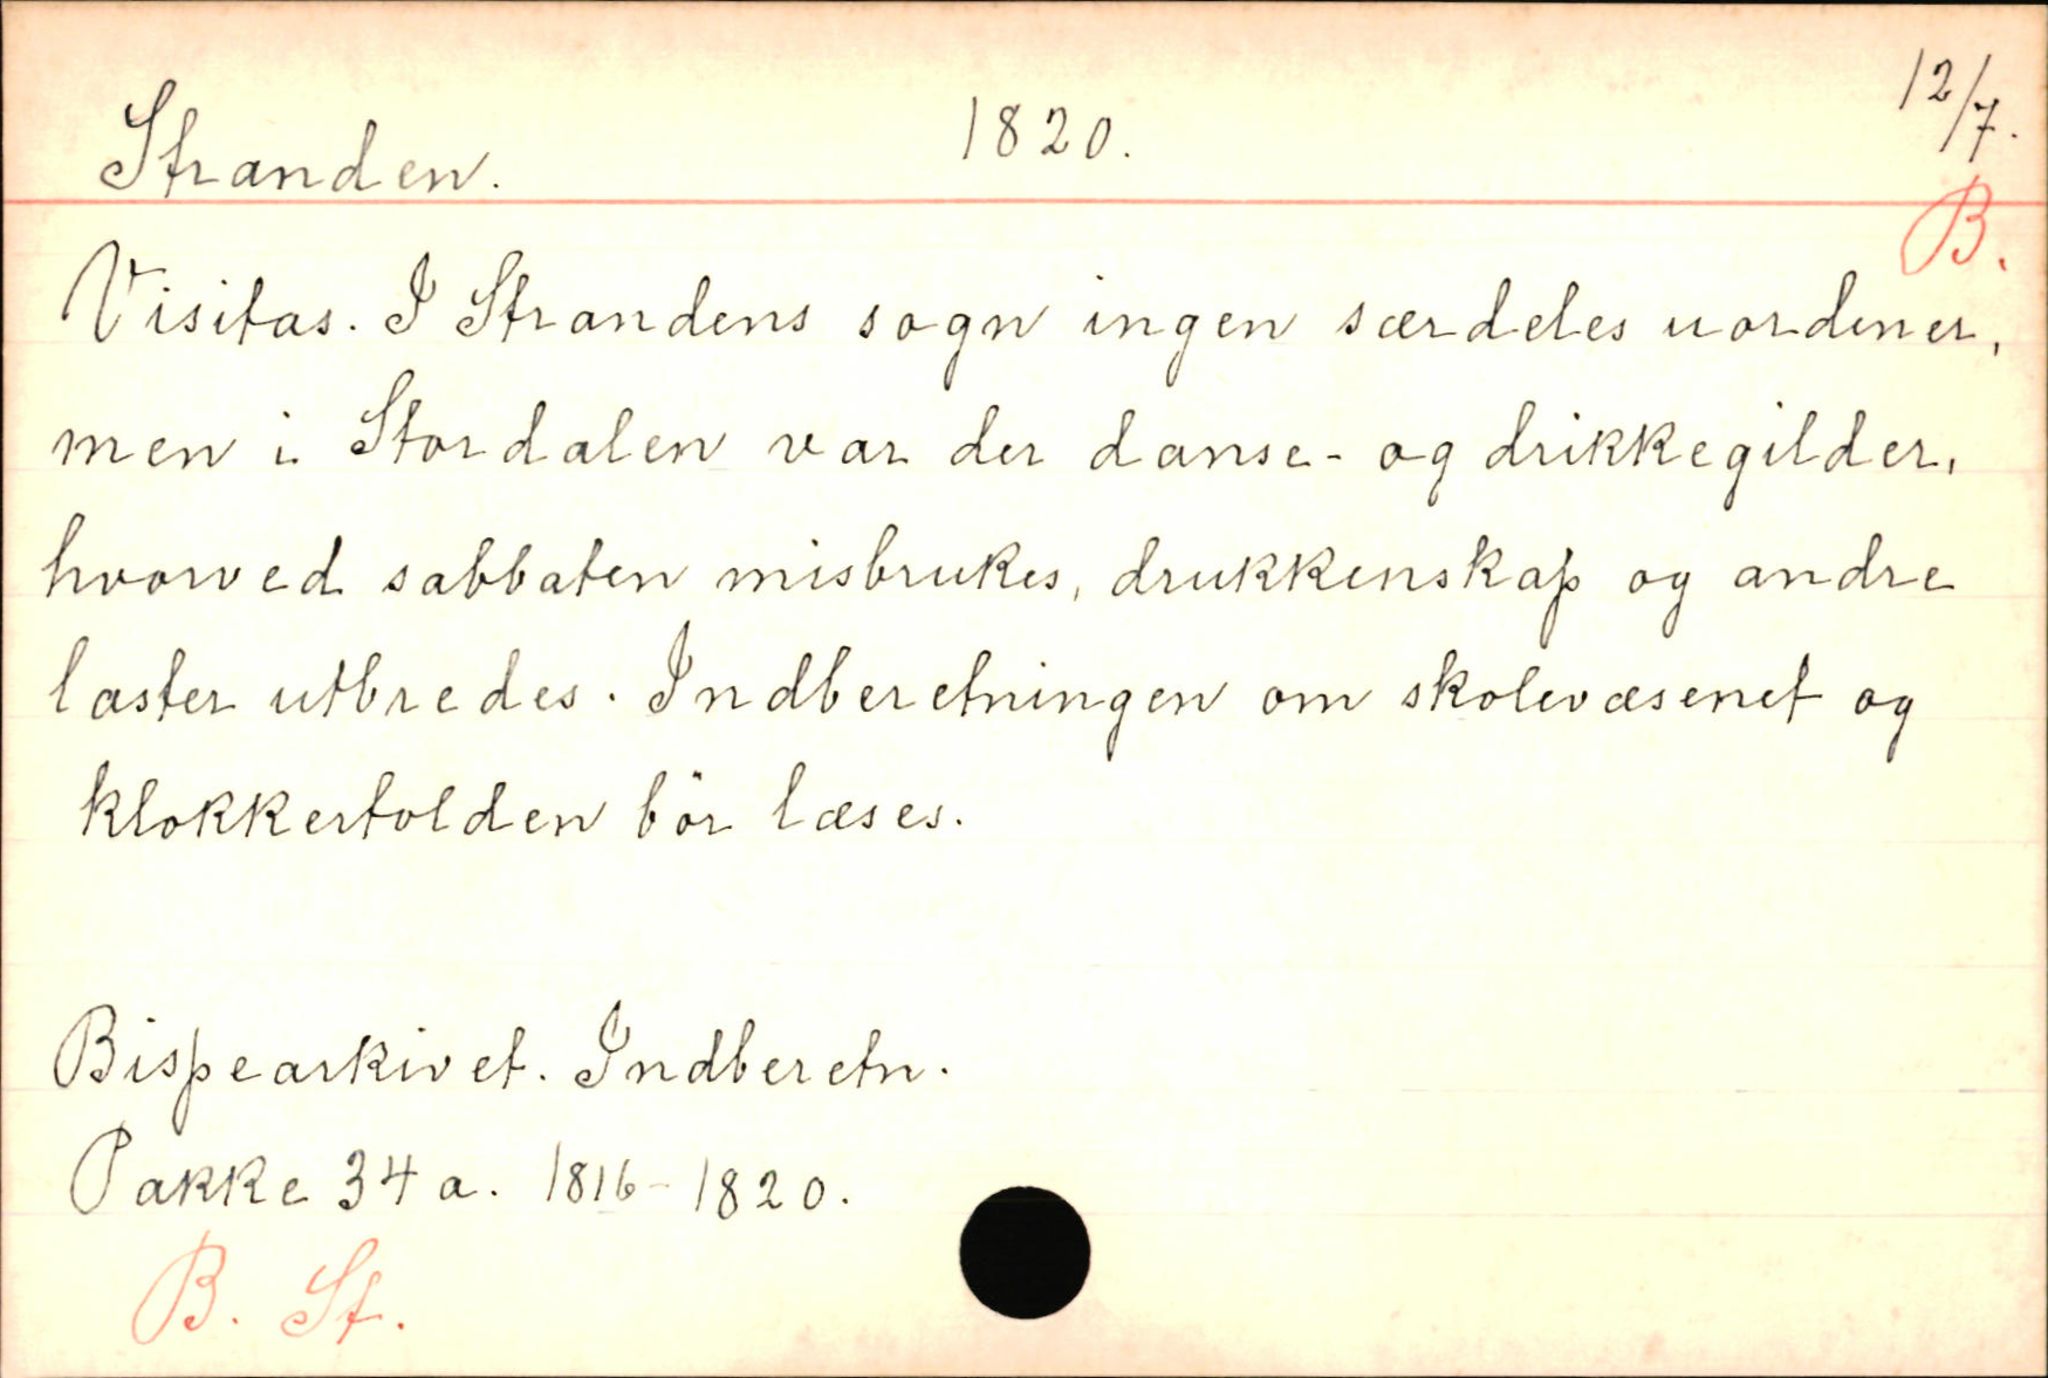 Stranden. 1820. 12/7.
B.
Visitas. I Strandens sogn ingen særdeles uordener,
men i Stordalen var der danse- og drikkegilder,
hvorved sabbaten misbrukes, drukkenskap og andre
laster utbredes. Indberetningen om skolevæsenet og
klokkertolden bör læses.
Bispearkivet. Indberetn.
Pakke 34 a. 1816-1820.
B. St.